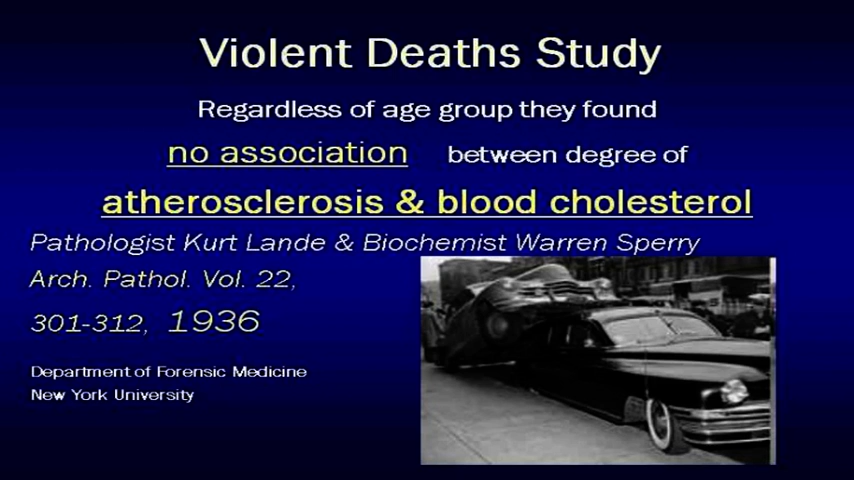 Violent Deaths Study
Regardless of age group they found
no association between degree of
atherosclerosis & blood cholesterol
Pathologist Kurt Lande & Biochemist Warren Sperry
Arch. Pathol. Vol. 22,
301-312, 1936
Department of Forensic Medicine
New York University